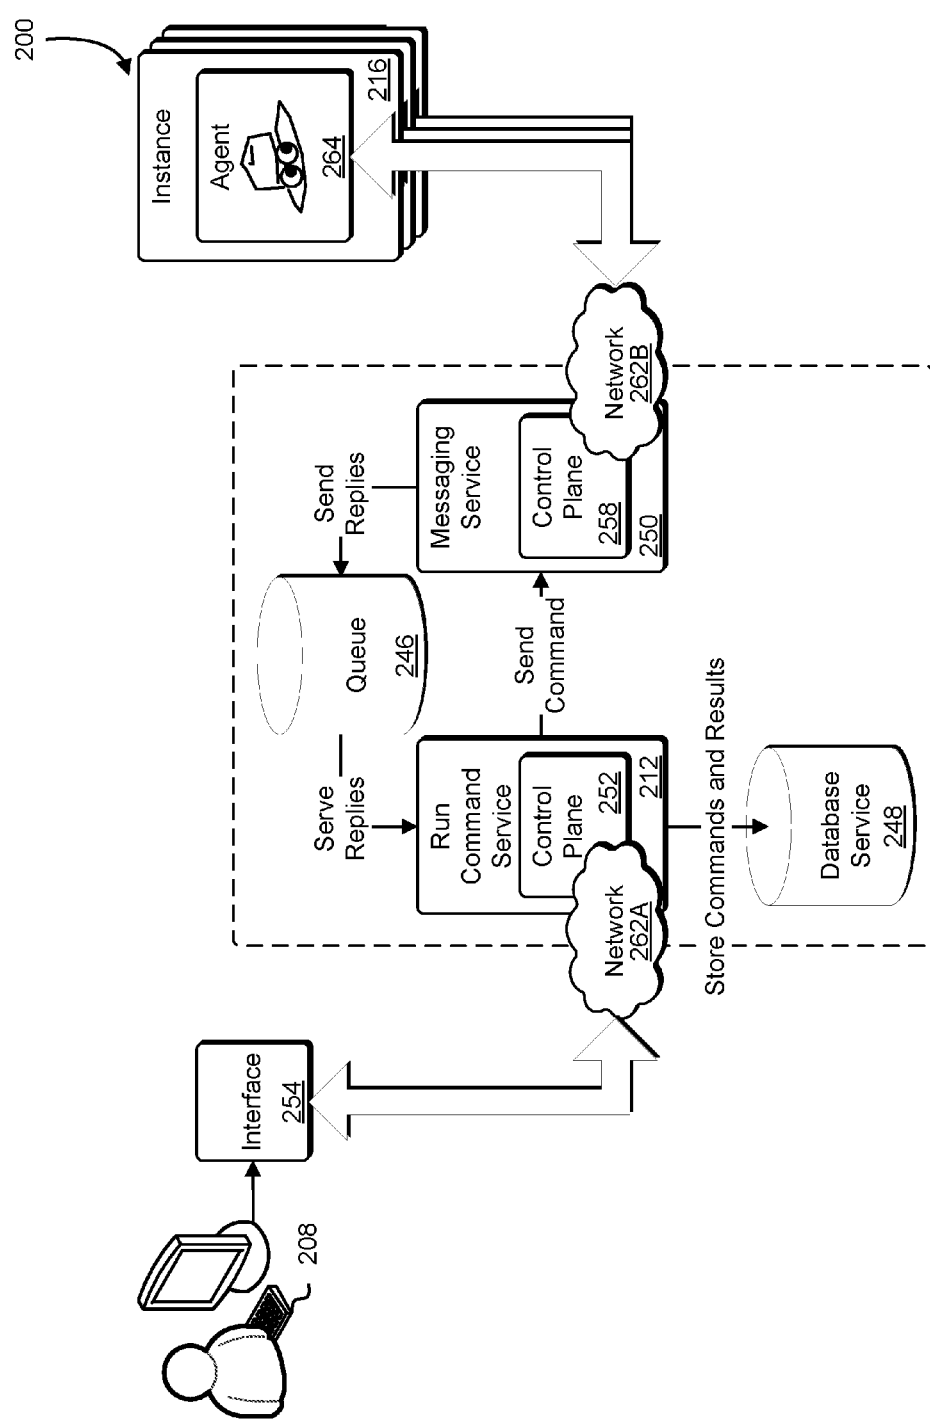 200
Instance
216
Agent
264
Network
262B
Messaging
Service
Control
Plane
258
250
Send
Replies
Queue
246
Send
Command
Serve
Replies
Run
Command
Service
Control
Plane
252
212
Network
262A
Store Commands and Results
Database
Service
248
Interface
254
208